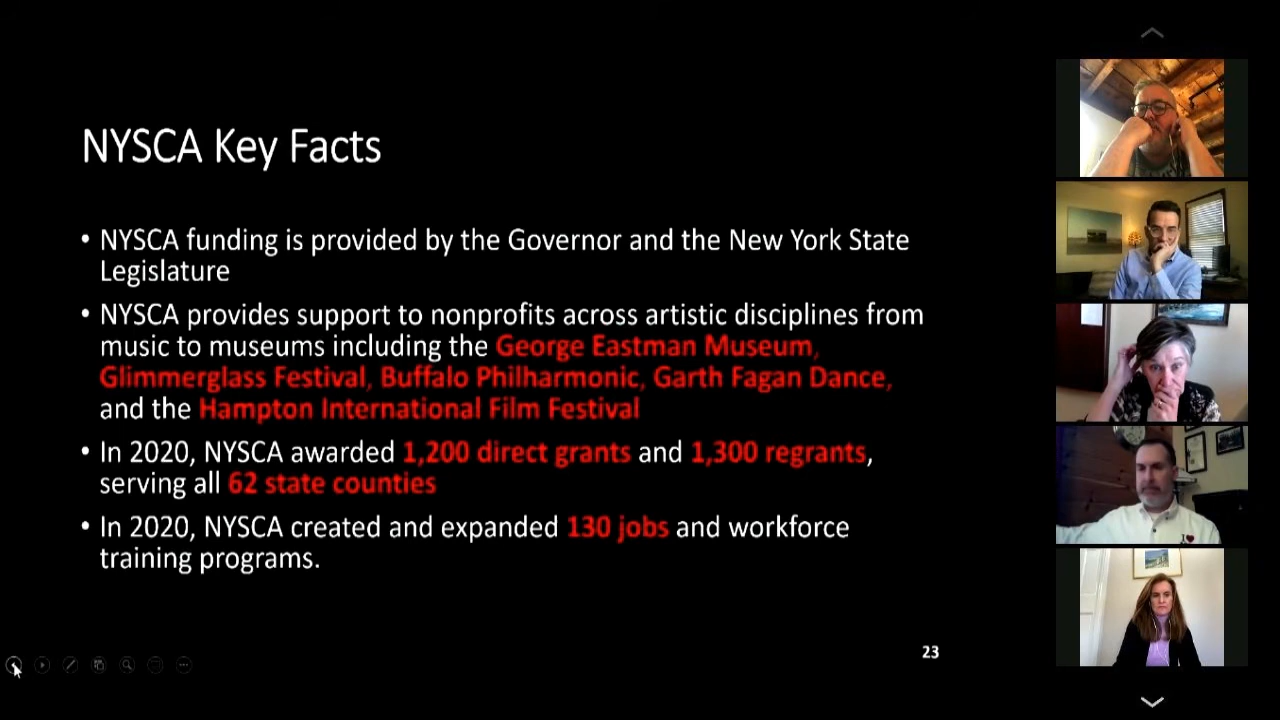 NYSCA Key Facts
• NYSCA funding is provided by the Governor and the New York State
Legislature
• NYSCA provides support to nonprofits across artistic disciplines from
music to museums including the George Eastman Museum,
Glimmerglass Festival, Buffalo Philharmonic, Garth Fagan Dance,
and the Hampton International Film Festival
• In 2020, NYSCA awarded 1,200 direct grants and 1,300 regrants,
serving all 62 state counties
• In 2020, NYSCA created and expanded 130 jobs and workforce
training programs.
23
I